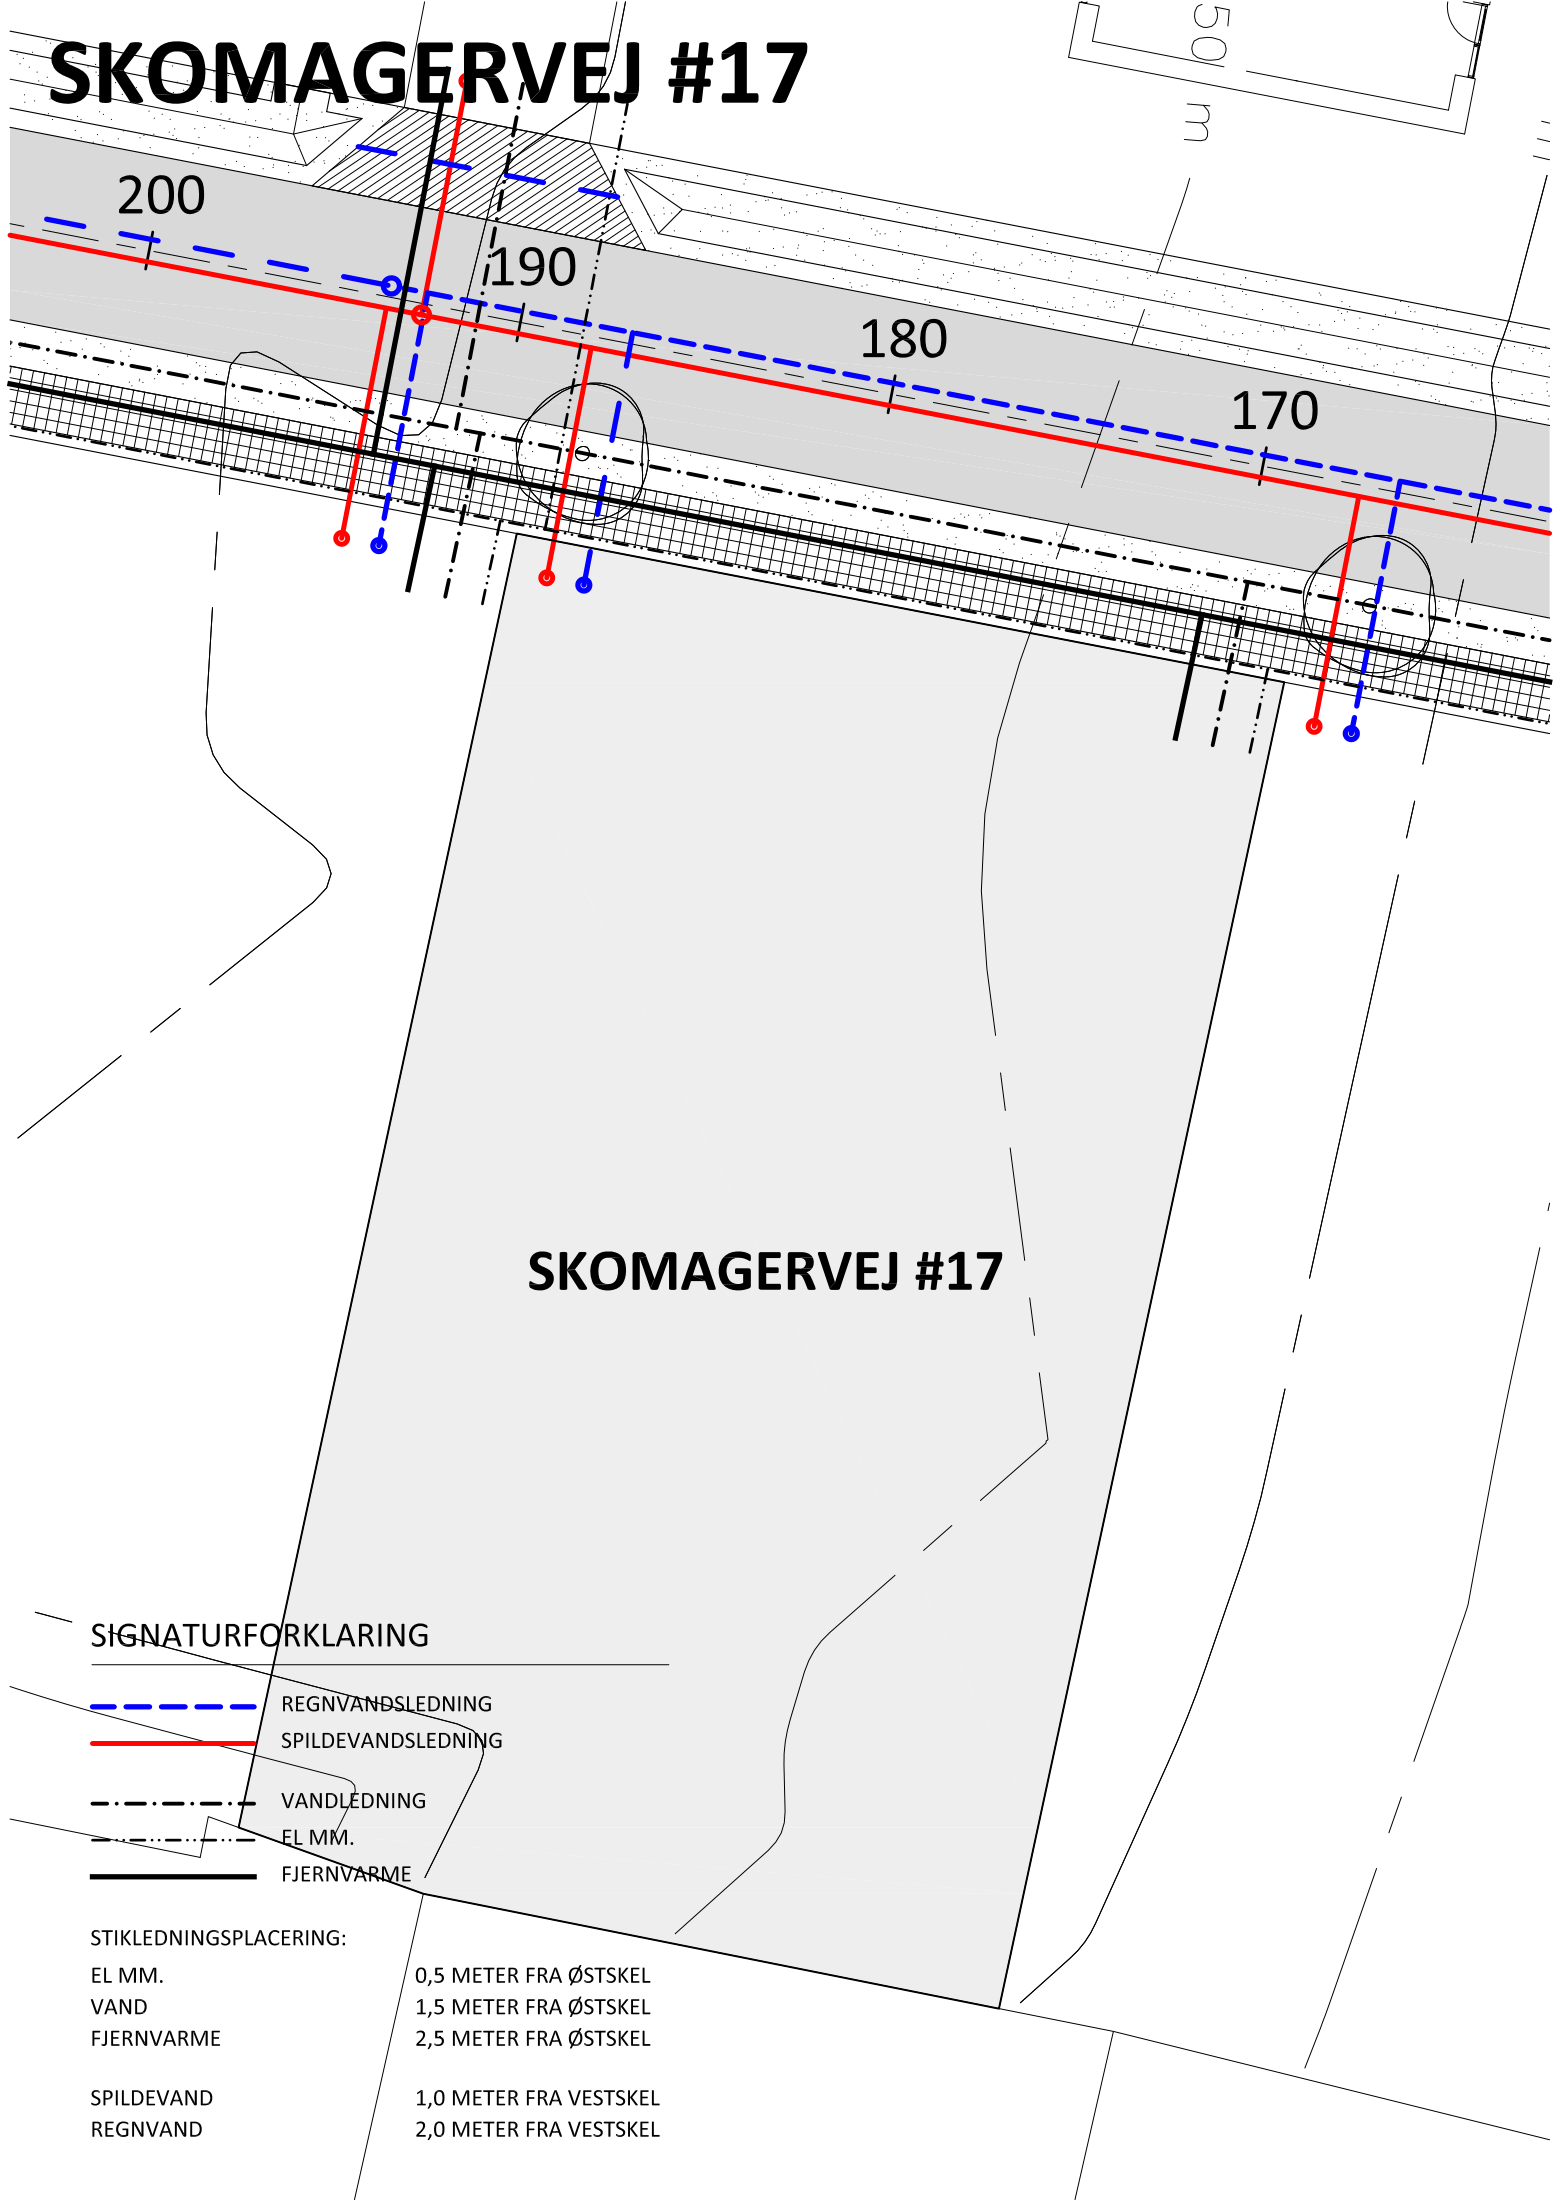 SKOMAGERVEJ #17
50
m
200
190
180
170
SKOMAGERVEJ #17
SIGNATURFORKLARING
REGNVANDSLEDNING
SPILDEVANDSLEDNING
VANDLEDNING
EL MM.
FJERNVARME
STIKLEDNINGSPLACERING:
EL MM. 0,5 METER FRA ØSTSKEL
VAND 1,5 METER FRA ØSTSKEL
FJERNVARME 2,5 METER FRA ØSTSKEL
SPILDEVAND 1,0 METER FRA VESTSKEL
REGNVAND 2,0 METER FRA VESTSKEL